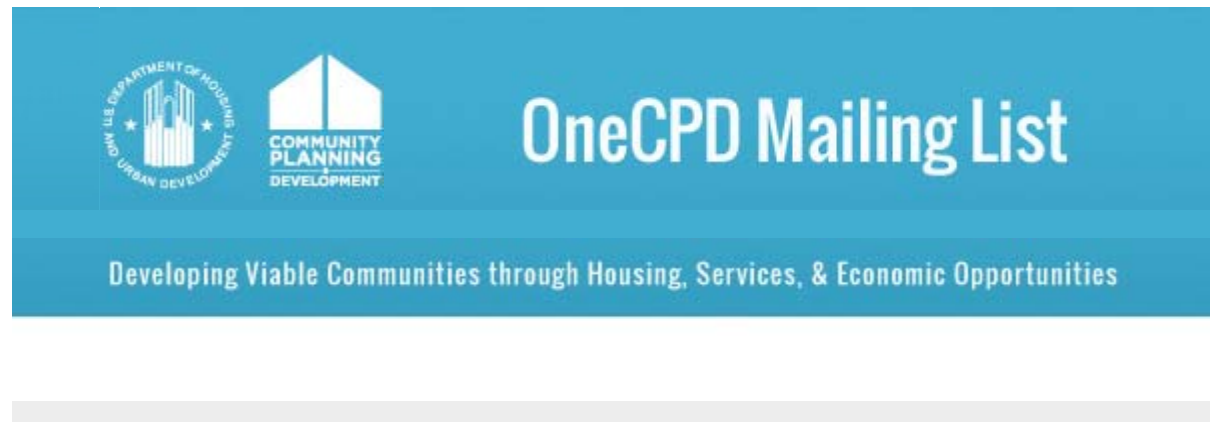 U.S. DEPARTMENT OF HOUSING
AND URBAN DEVELOPMENT
COMMUNITY
PLANNING
DEVELOPMENT
OneCPD Mailing List
Developing Viable Communities through Housing, Services, & Economic Opportunities